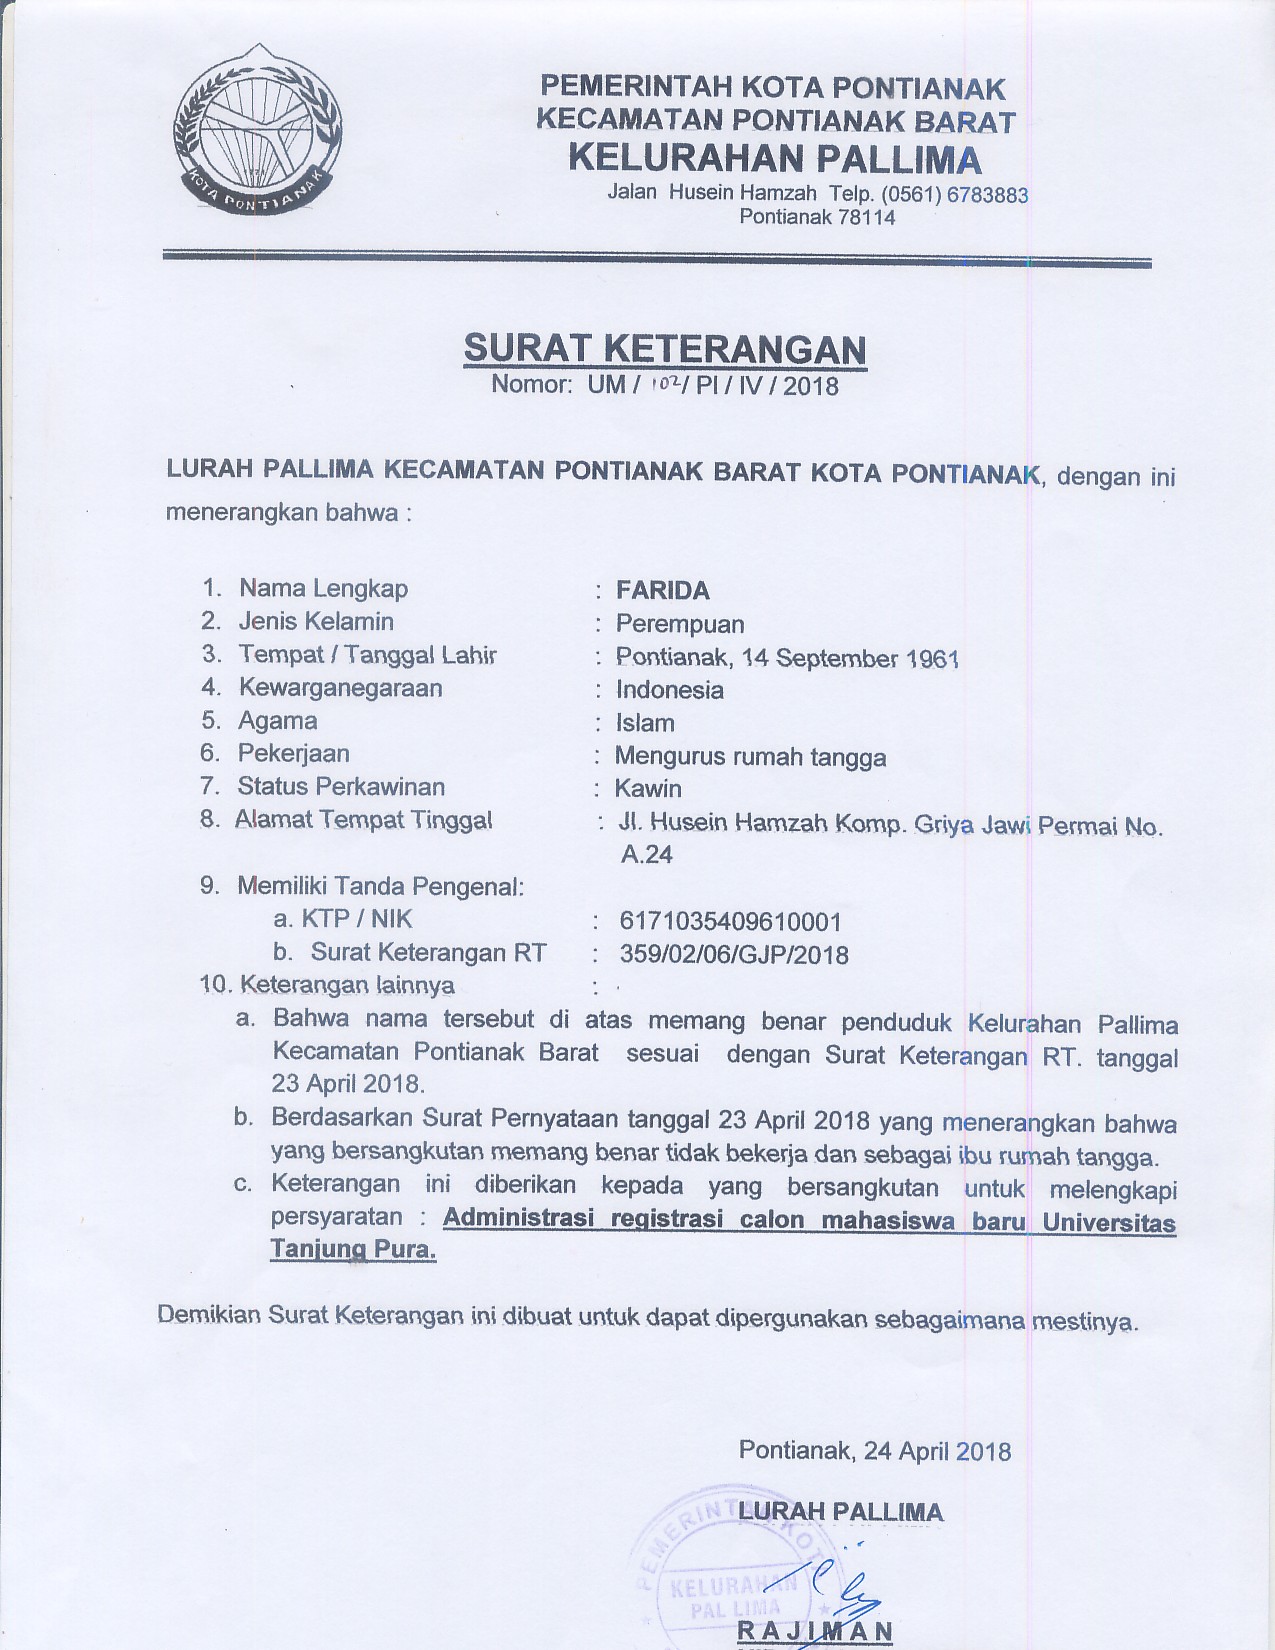 KOTA PONTIANAK
PEMERINTAH KOTA PONTIANAK
KECAMATAN PONTIANAK BARAT
KELURAHAN PALLIMA
Jalan Husein Hamzah Telp. (0561) 6783883
Pontianak 78114
SURAT KETERANGAN
Nomor: UM / 102/ PI / IV / 2018
LURAH PALLIMA KECAMATAN PONTIANAK BARAT KOTA PONTIANAK, dengan ini
menerangkan bahwa :
1. Nama Lengkap : FARIDA
2. Jenis Kelamin : Perempuan
3. Tempat / Tanggal Lahir : Pontianak, 14 September 1961
4. Kewarganegaraan : Indonesia
5. Agama : Islam
6. Pekerjaan : Mengurus rumah tangga
7. Status Perkawinan : Kawin
8. Alamat Tempat Tinggal : Jl. Husein Hamzah Komp. Griya Jawi Permai No.
A.24
9. Memiliki Tanda Pengenal:
a. KTP / NIK : 6171035409610001
b. Surat Keterangan RT : 359/02/06/GJP/2018
10. Keterangan lainnya : .
a. Bahwa nama tersebut di atas memang benar penduduk Kelurahan Pallima
Kecamatan Pontianak Barat sesuai dengan Surat Keterangan RT. tanggal
23 April 2018.
b. Berdasarkan Surat Pernyataan tanggal 23 April 2018 yang menerangkan bahwa
yang bersangkutan memang benar tidak bekerja dan sebagai ibu rumah tangga.
c. Keterangan ini diberikan kepada yang bersangkutan untuk melengkapi
persyaratan : Administrasi registrasi calon mahasiswa baru Universitas
Tanjung Pura.
Demikian Surat Keterangan ini dibuat untuk dapat dipergunakan sebagaimana mestinya.
Pontianak, 24 April 2018
LURAH PALLIMA
PEMERINTAH KOTA
KELURAHAN
PAL LIMA
RAJIMAN